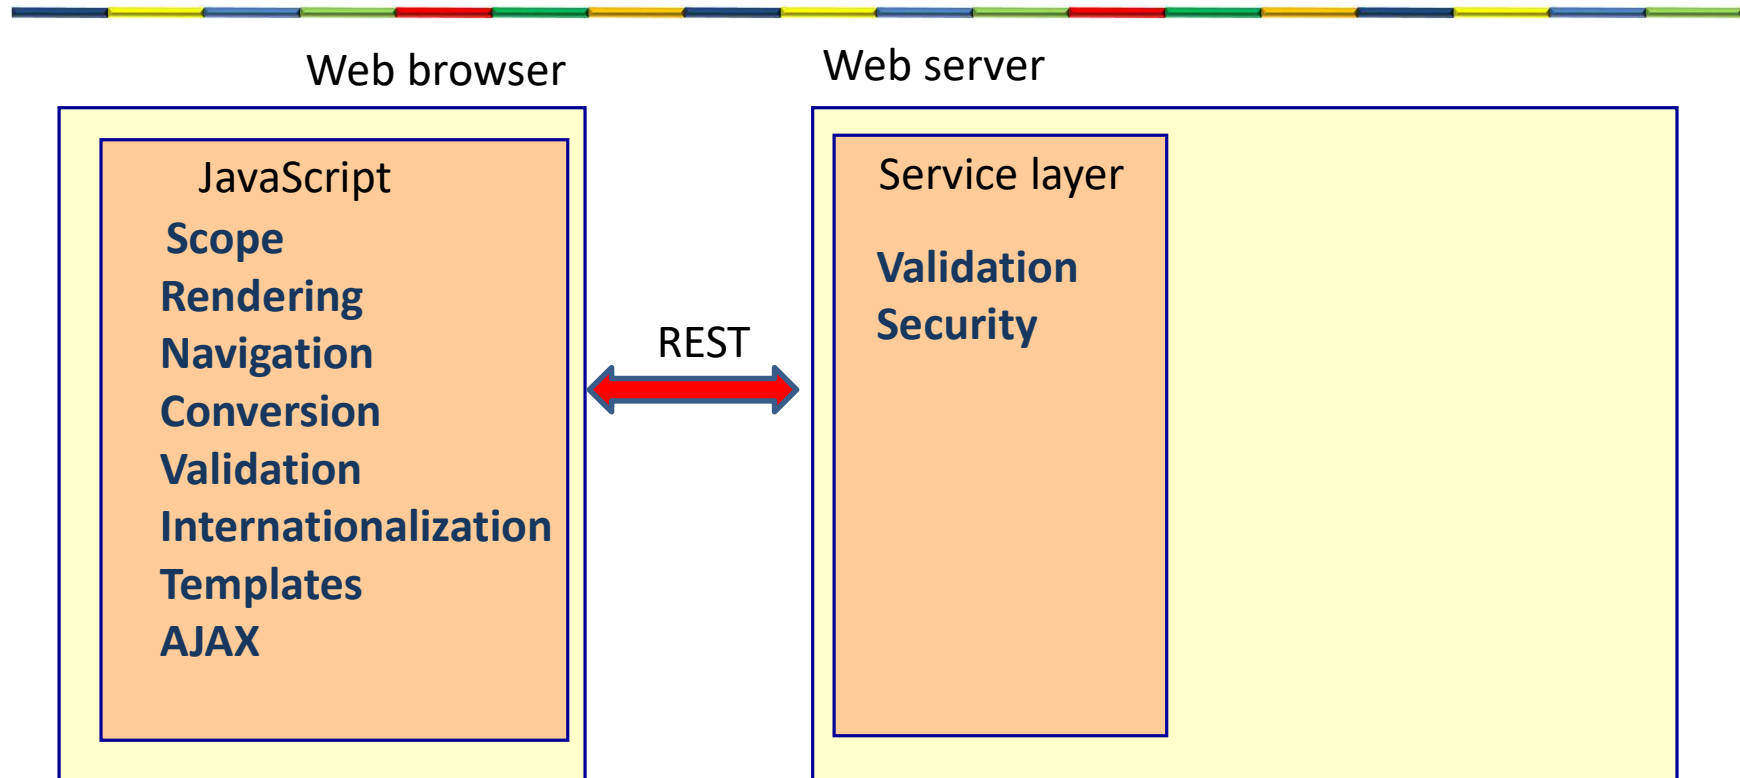 Web browser
JavaScript
Scope
Rendering
Navigation
Conversion
Validation
Internationalization
Templates
AJAX
REST
Web server
Service layer
Validation
Security